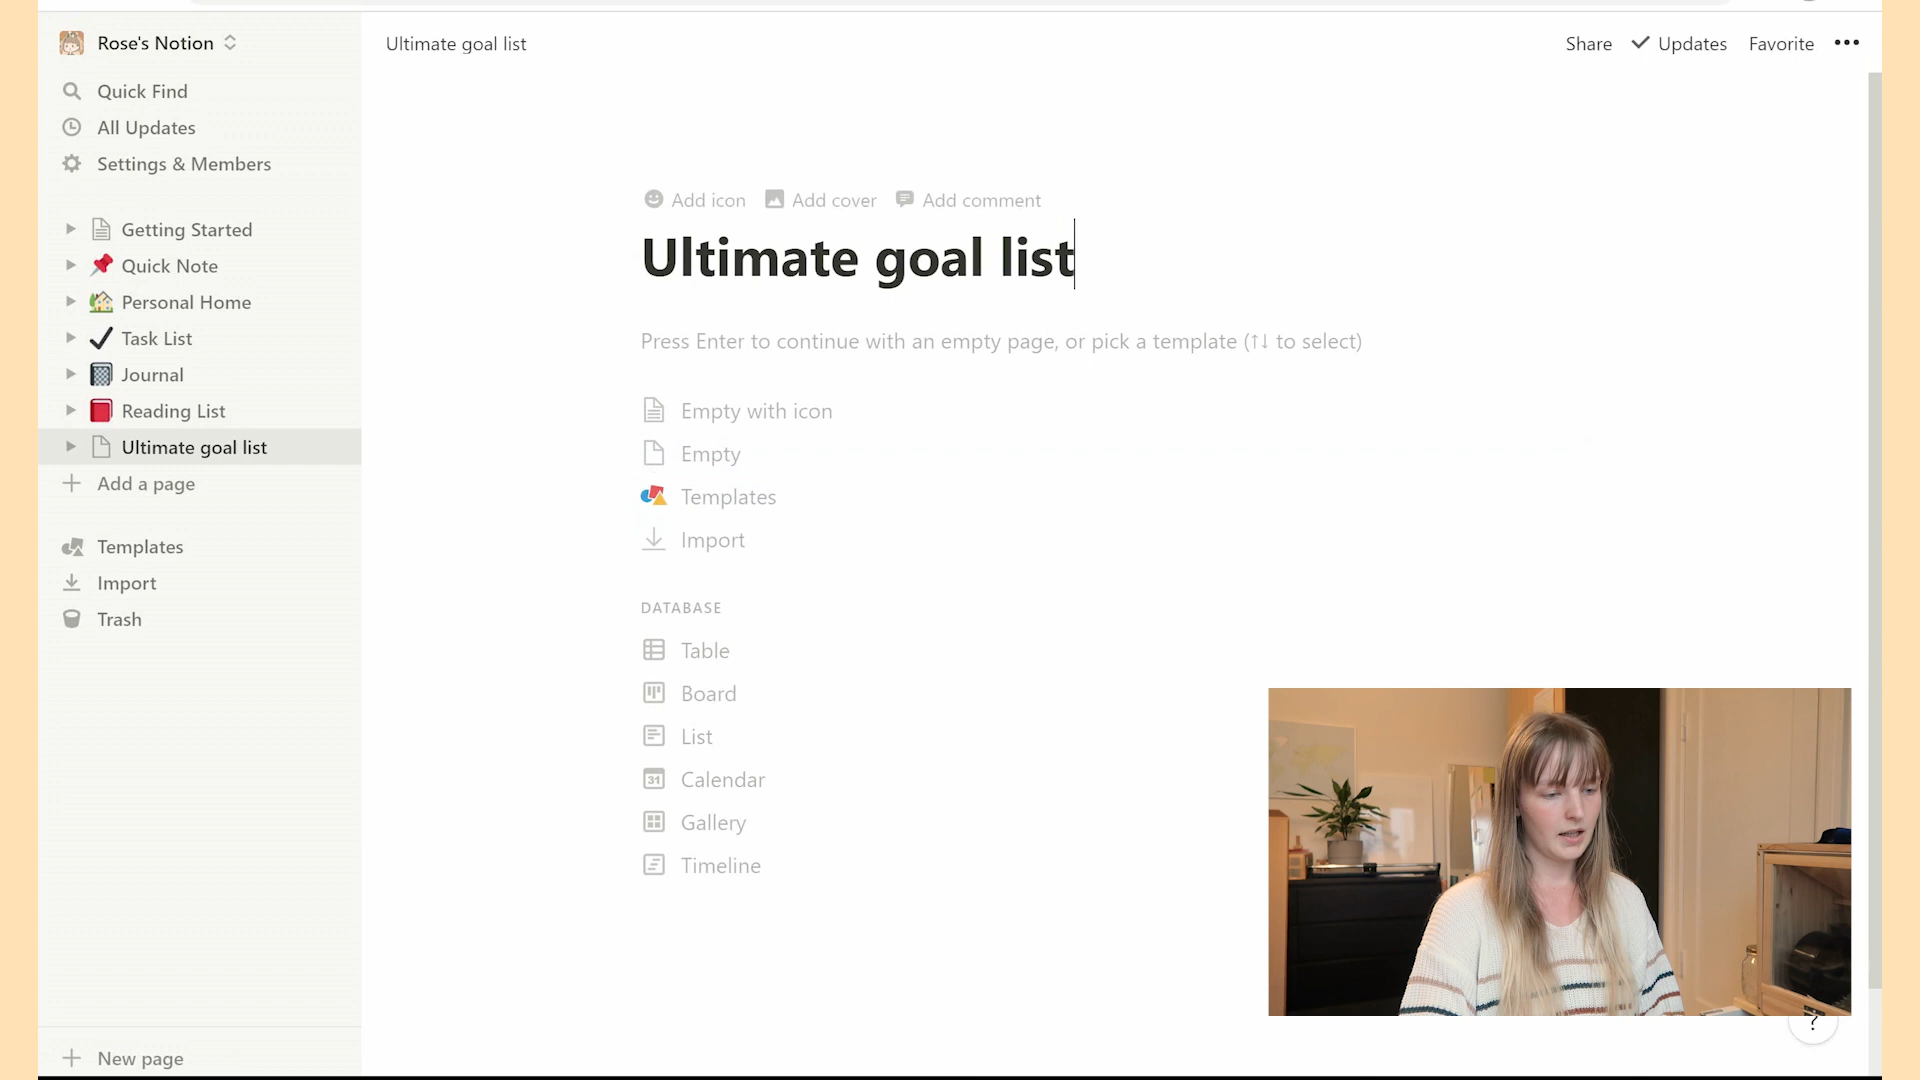 Rose's Notion
Quick Find
All Updates
Settings & Members
Getting Started
Quick Note
Personal Home
Task List
Journal
Reading List
Ultimate goal list
Add a page
Templates
Import
Trash
New page
Ultimate goal list
Share
Updates
Favorite
Add icon
Add cover
Add comment
Ultimate goal list
Press Enter to continue with an empty page, or pick a template (↑↓ to select)
Empty with icon
Empty
Templates
Import
DATABASE
Table
Board
List
31
Calendar
Gallery
Timeline
?